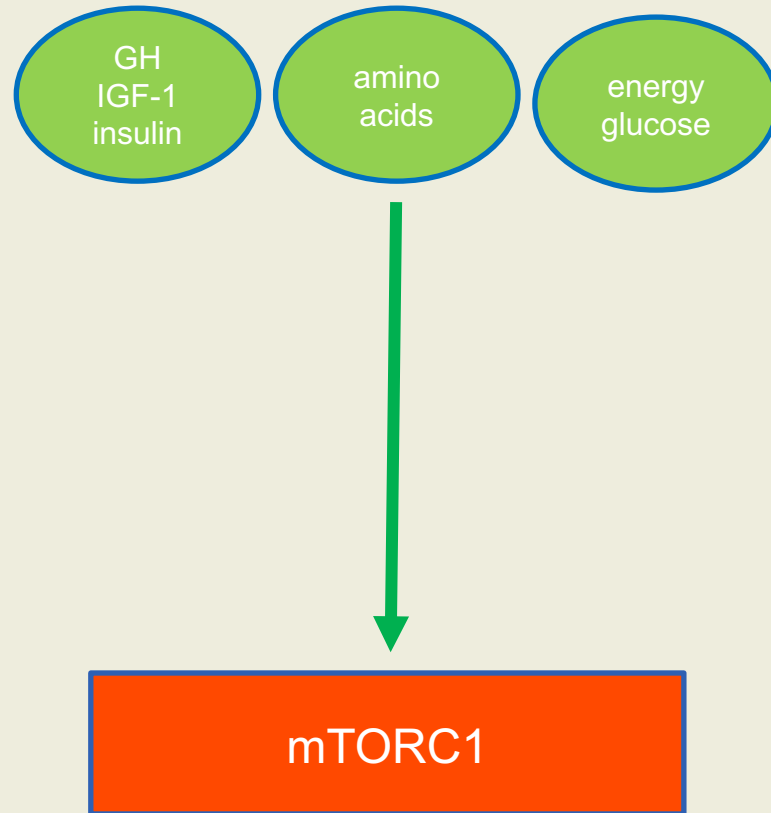 GH
IGF-1
insulin
amino
acids
energy
glucose
mTORC1